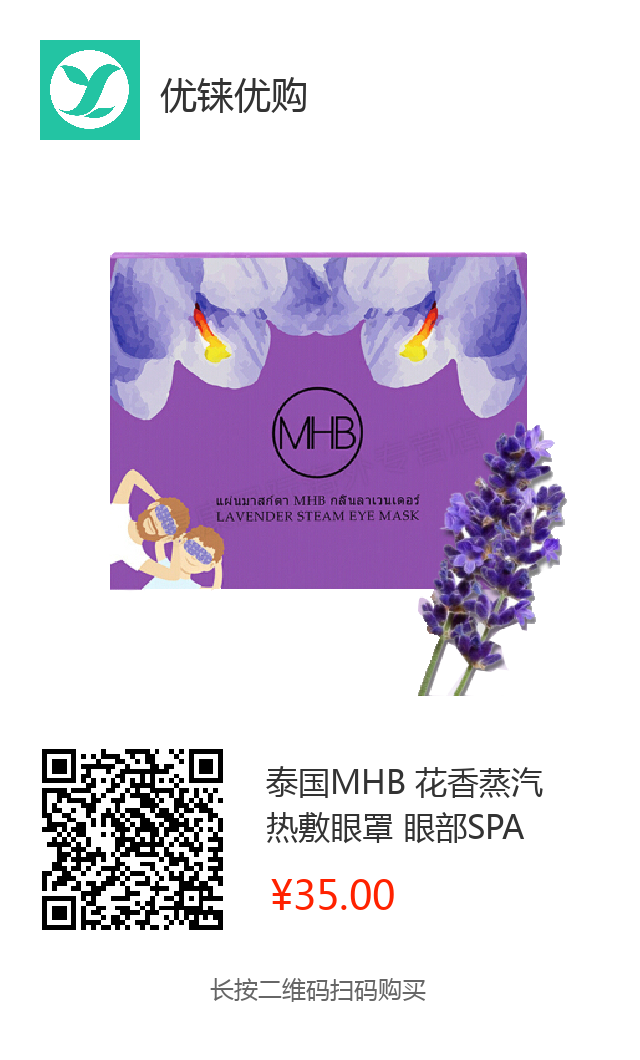 优铼优购
MHB
แผ่นมาสก์ตา MHB กลิ่นลาเวนเดอร์
LAVENDER STEAM EYE MASK
泰国MHB 花香蒸汽
热敷眼罩 眼部SPA
¥35.00
长按二维码扫码购买